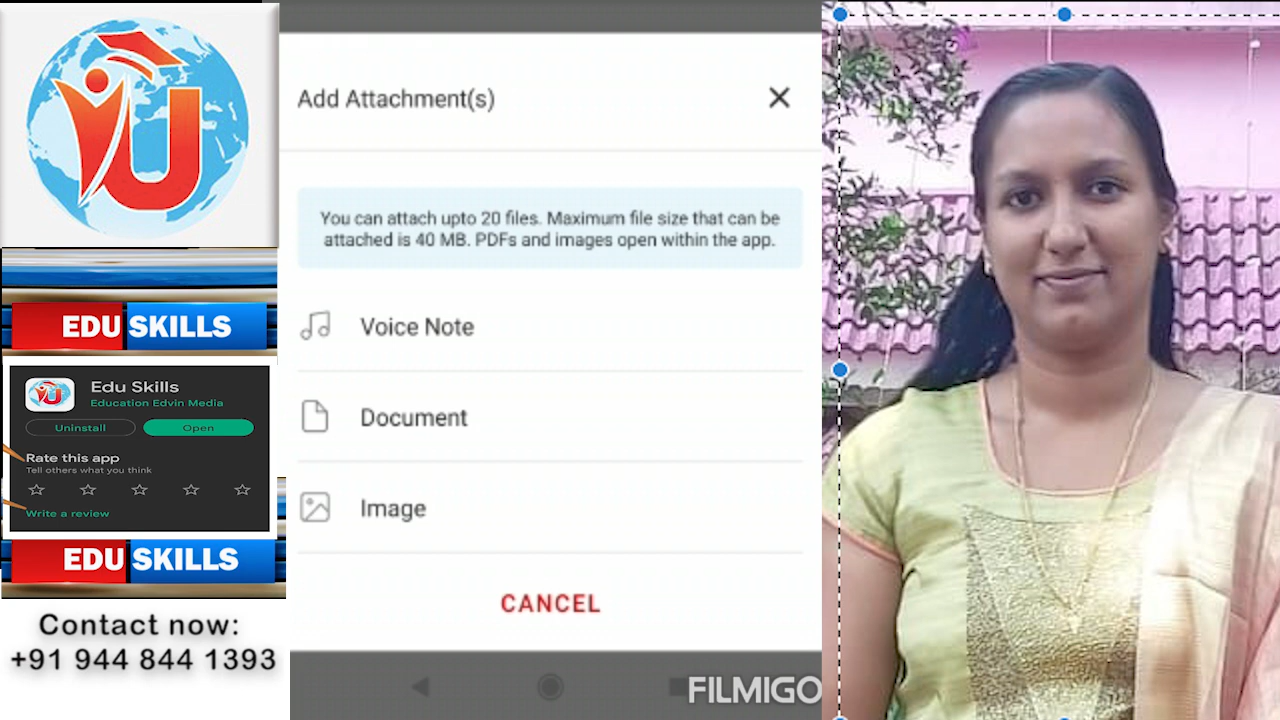 U
EDU SKILLS
Edu Skills
Education Edvin Media
Uninstall
Open
Rate this app
Tell others what you think
Write a review
EDU SKILLS
Contact now:
+91 944 844 1393
Add Attachment(s)
You can attach upto 20 files. Maximum file size that can be
attached is 40 MB. PDFs and images open within the app.
Voice Note
Document
Image
CANCEL
FILMIGO